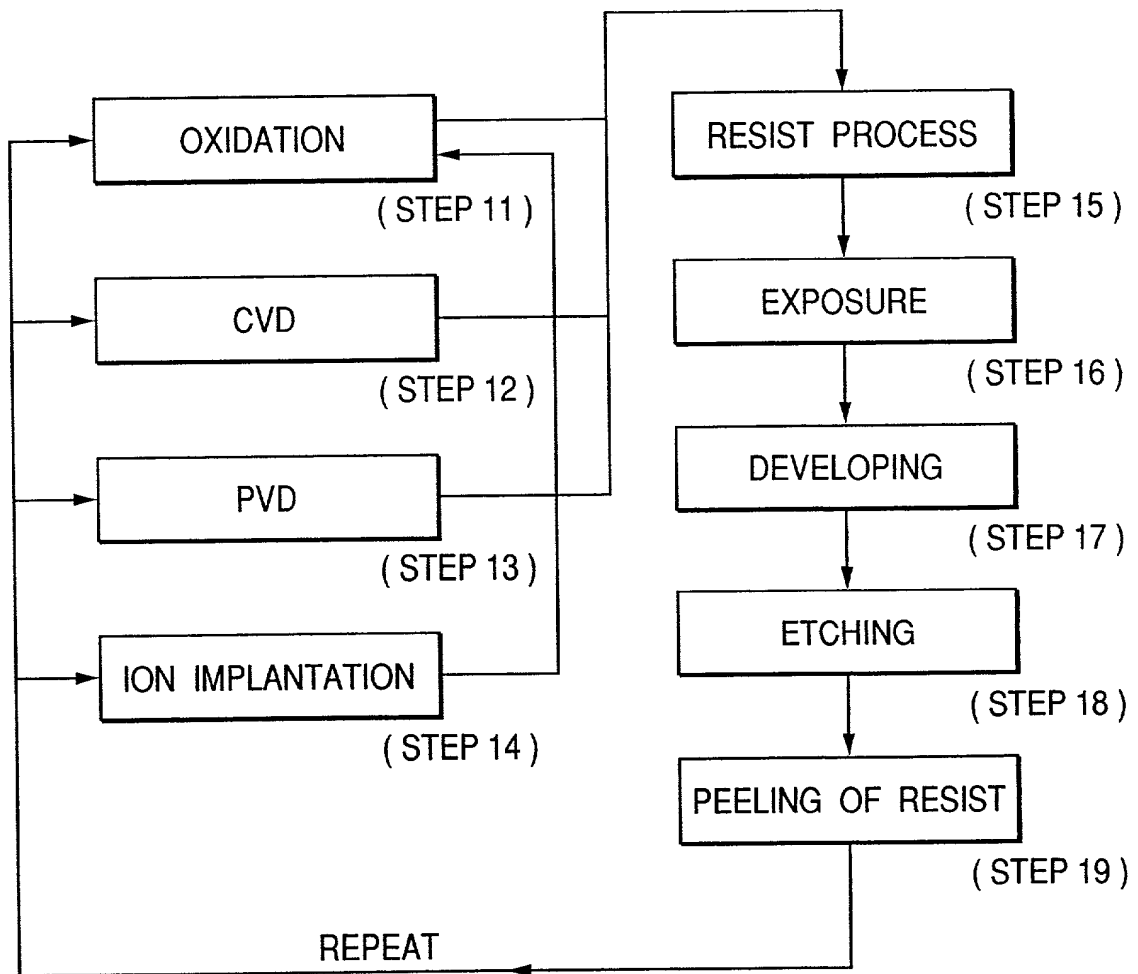 OXIDATION
( STEP 11 )
CVD
( STEP 12 )
PVD
( STEP 13 )
ION IMPLANTATION
( STEP 14 )
RESIST PROCESS
( STEP 15 )
EXPOSURE
( STEP 16 )
DEVELOPING
( STEP 17 )
ETCHING
( STEP 18 )
PEELING OF RESIST
( STEP 19 )
REPEAT